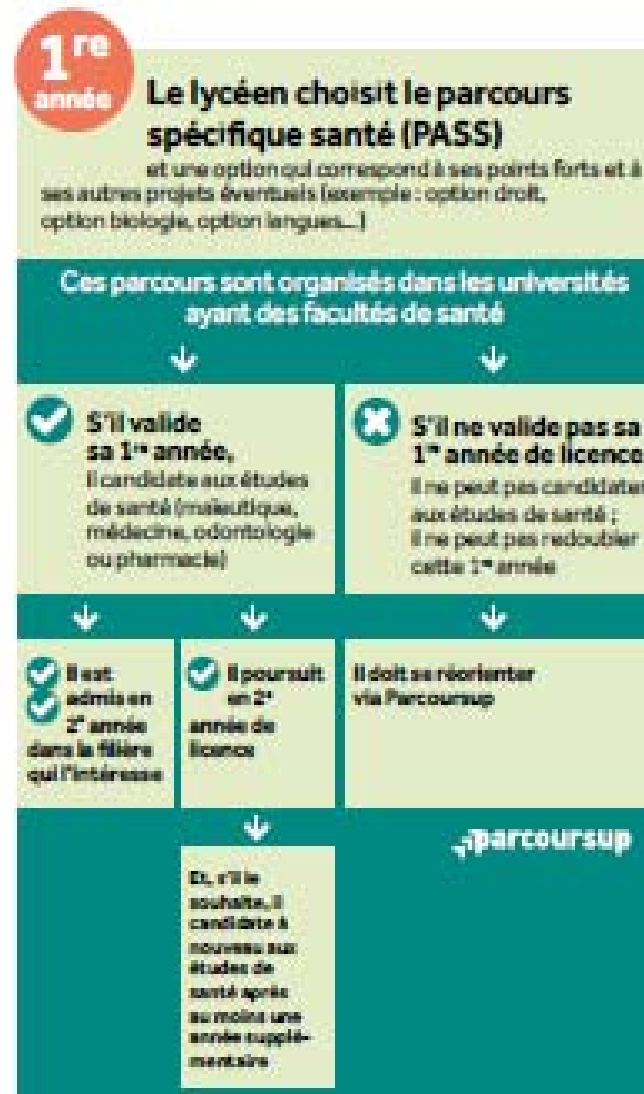 1re
année
Le lycéen choisit le parcours
spécifique santé (PASS)
et une option qui correspond à ses points forts et à
ses autres projets éventuels (exemple : option droit,
option biologie, option langues...)
Ces parcours sont organisés dans les universités
ayant des facultés de santé
S'il valide
sa 1re année,
il candidate aux études
de santé (maïeutique,
médecine, odontologie
ou pharmacie)
S'il ne valide pas sa
1re année de licence
il ne peut pas candidater
aux études de santé ;
il ne peut pas redoubler
cette 1re année
Il est
admis en
2e année
dans la filière
qui l'intéresse
Il poursuit
en 2e
année de
licence
Il doit se réorienter
via Parcoursup
parcoursup
Et, s'il le
souhaite, il
candidate à
nouveau aux
études de
santé après
au moins une
année supplé-
mentaire